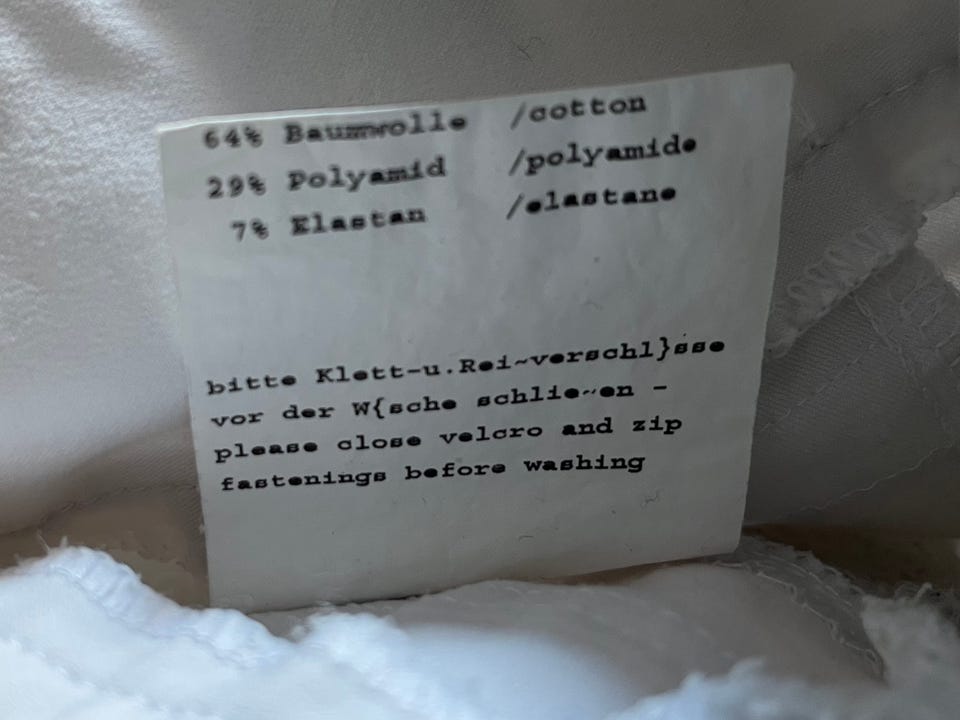 64% Baumwolle /cotton
29% Polyamid /polyamide
7% Elastan /elastane
bitte Klett-u.Rei~verschl}sse
vor der W{sche schlie~en -
please close velcro and zip
fastenings before washing